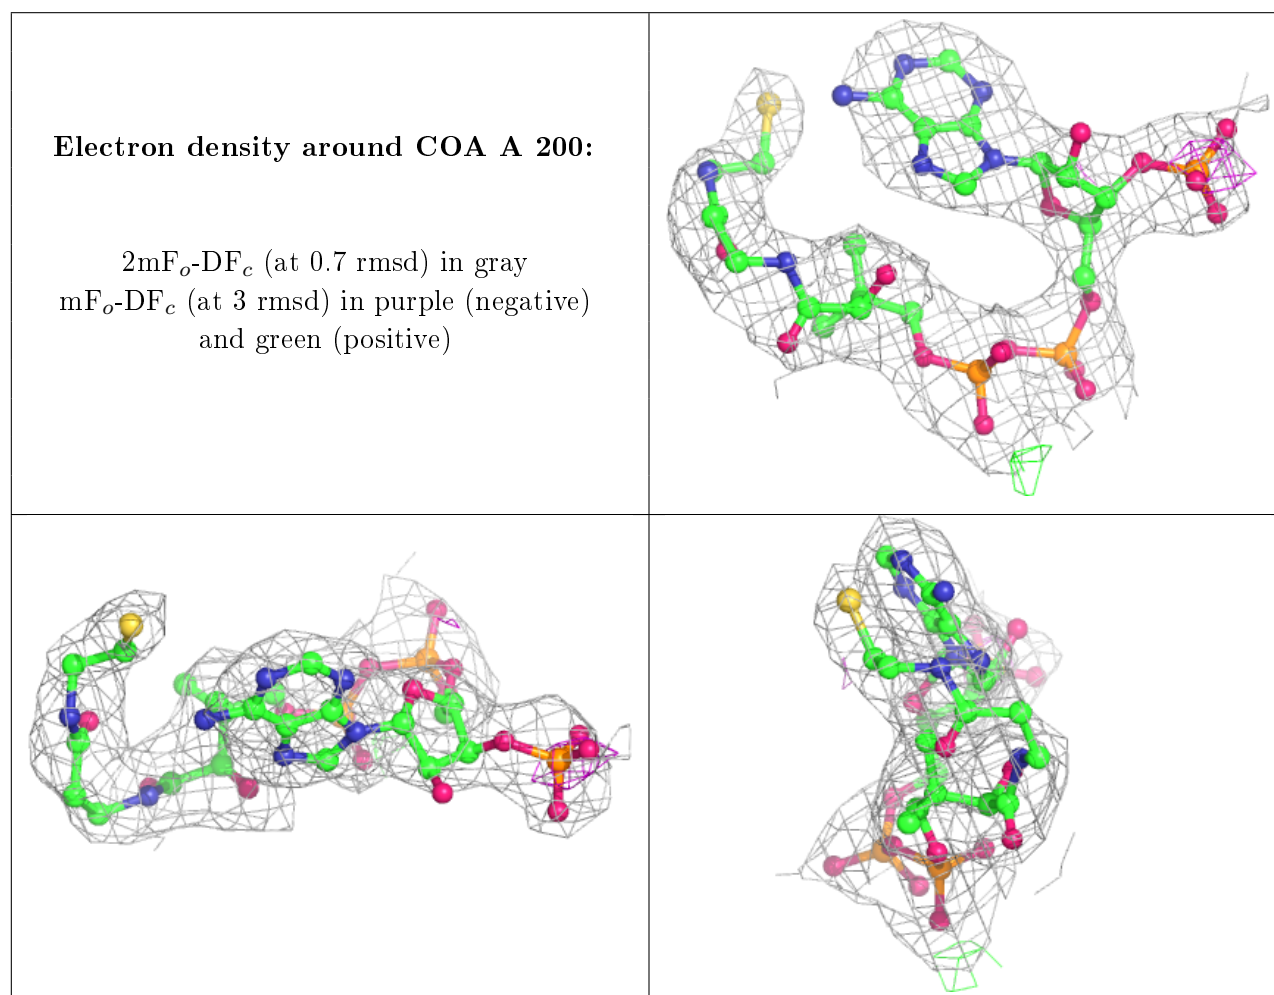 Electron density around COA A 200:
2mFo-DFc (at 0.7 rmsd) in gray
mFo-DFc (at 3 rmsd) in purple (negative)
and green (positive)